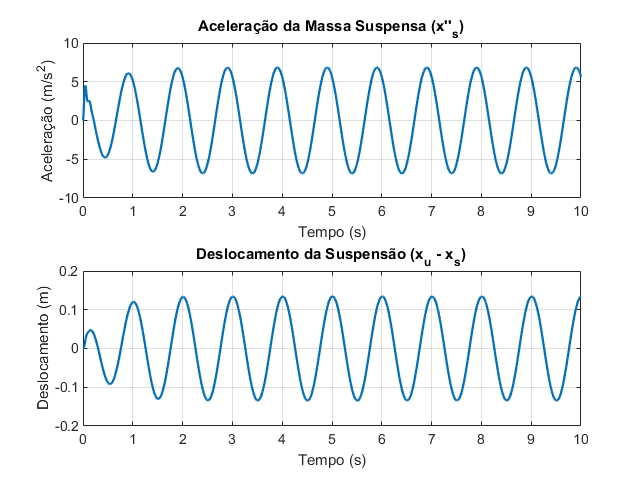 Aceleração da Massa Suspensa (x''s)
Aceleração (m/s²)
10
5
0
-5
-10
0 1 2 3 4 5 6 7 8 9 10
Tempo (s)
Deslocamento da Suspensão (xu - xs)
Deslocamento (m)
0.2
0.1
0
-0.1
-0.2
0 1 2 3 4 5 6 7 8 9 10
Tempo (s)